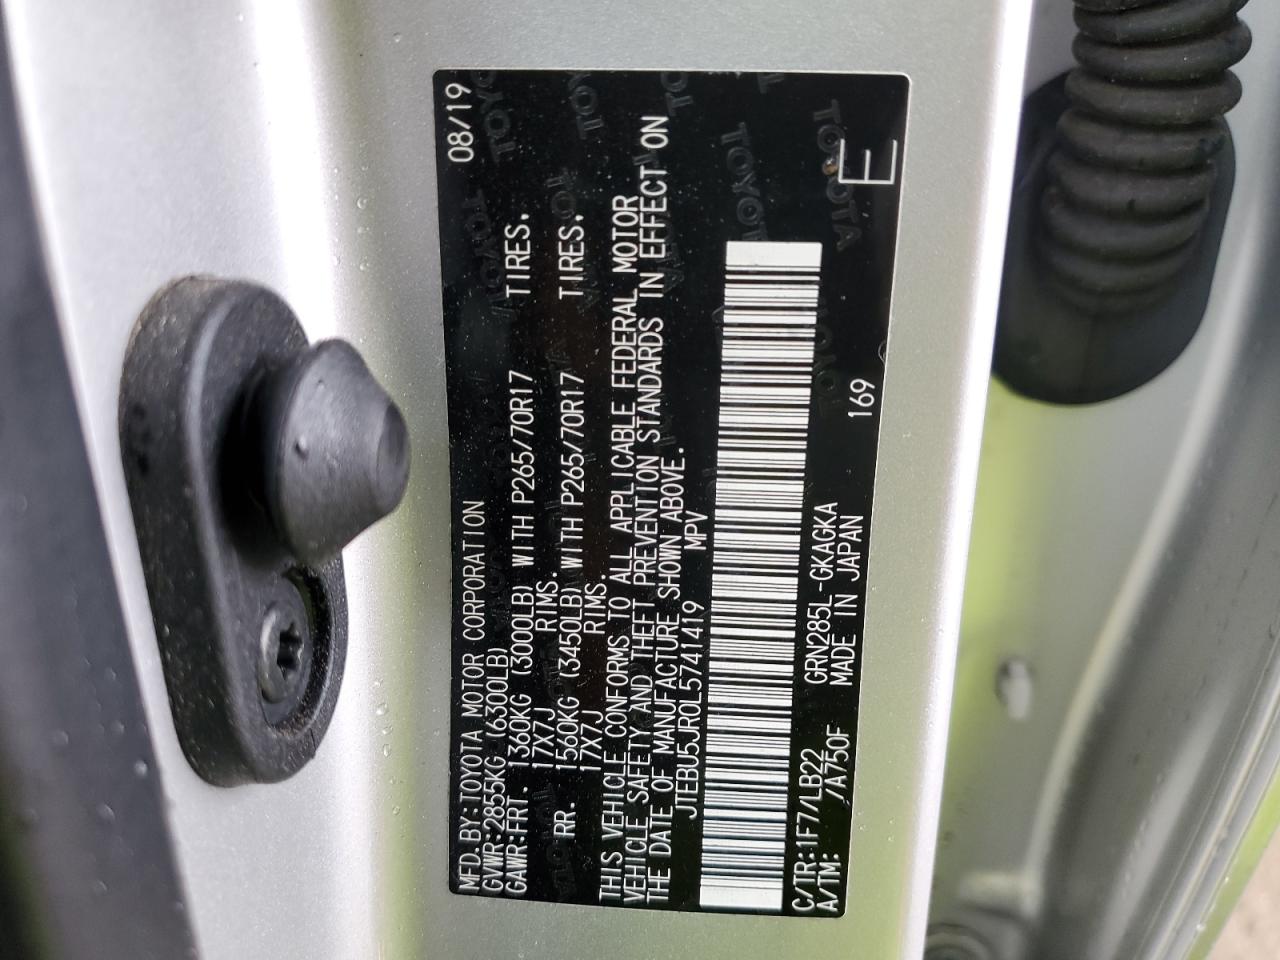 MFD.BY:TOYOTA MOTOR CORPORATION 08/19
GVWR:2855KG (6300LB)
GAWR:FRT. 1360KG (3000LB) WITH P265/70R17 TIRES.
17X7J RIMS.
RR. 1560KG (3450LB) WITH P265/70R17 TIRES.
17X7J RIMS.
THIS VEHICLE CONFORMS TO ALL APPLICABLE FEDERAL MOTOR
VEHICLE SAFETY AND THEFT PREVENTION STANDARDS IN EFFECT ON
THE DATE OF MANUFACTURE SHOWN ABOVE.
JTEBU5JR0L5741419 MPV
C/TR:1F7/LB22 GRN285L-GKAGKA 169 E
A/TM: /A750F MADE IN JAPAN